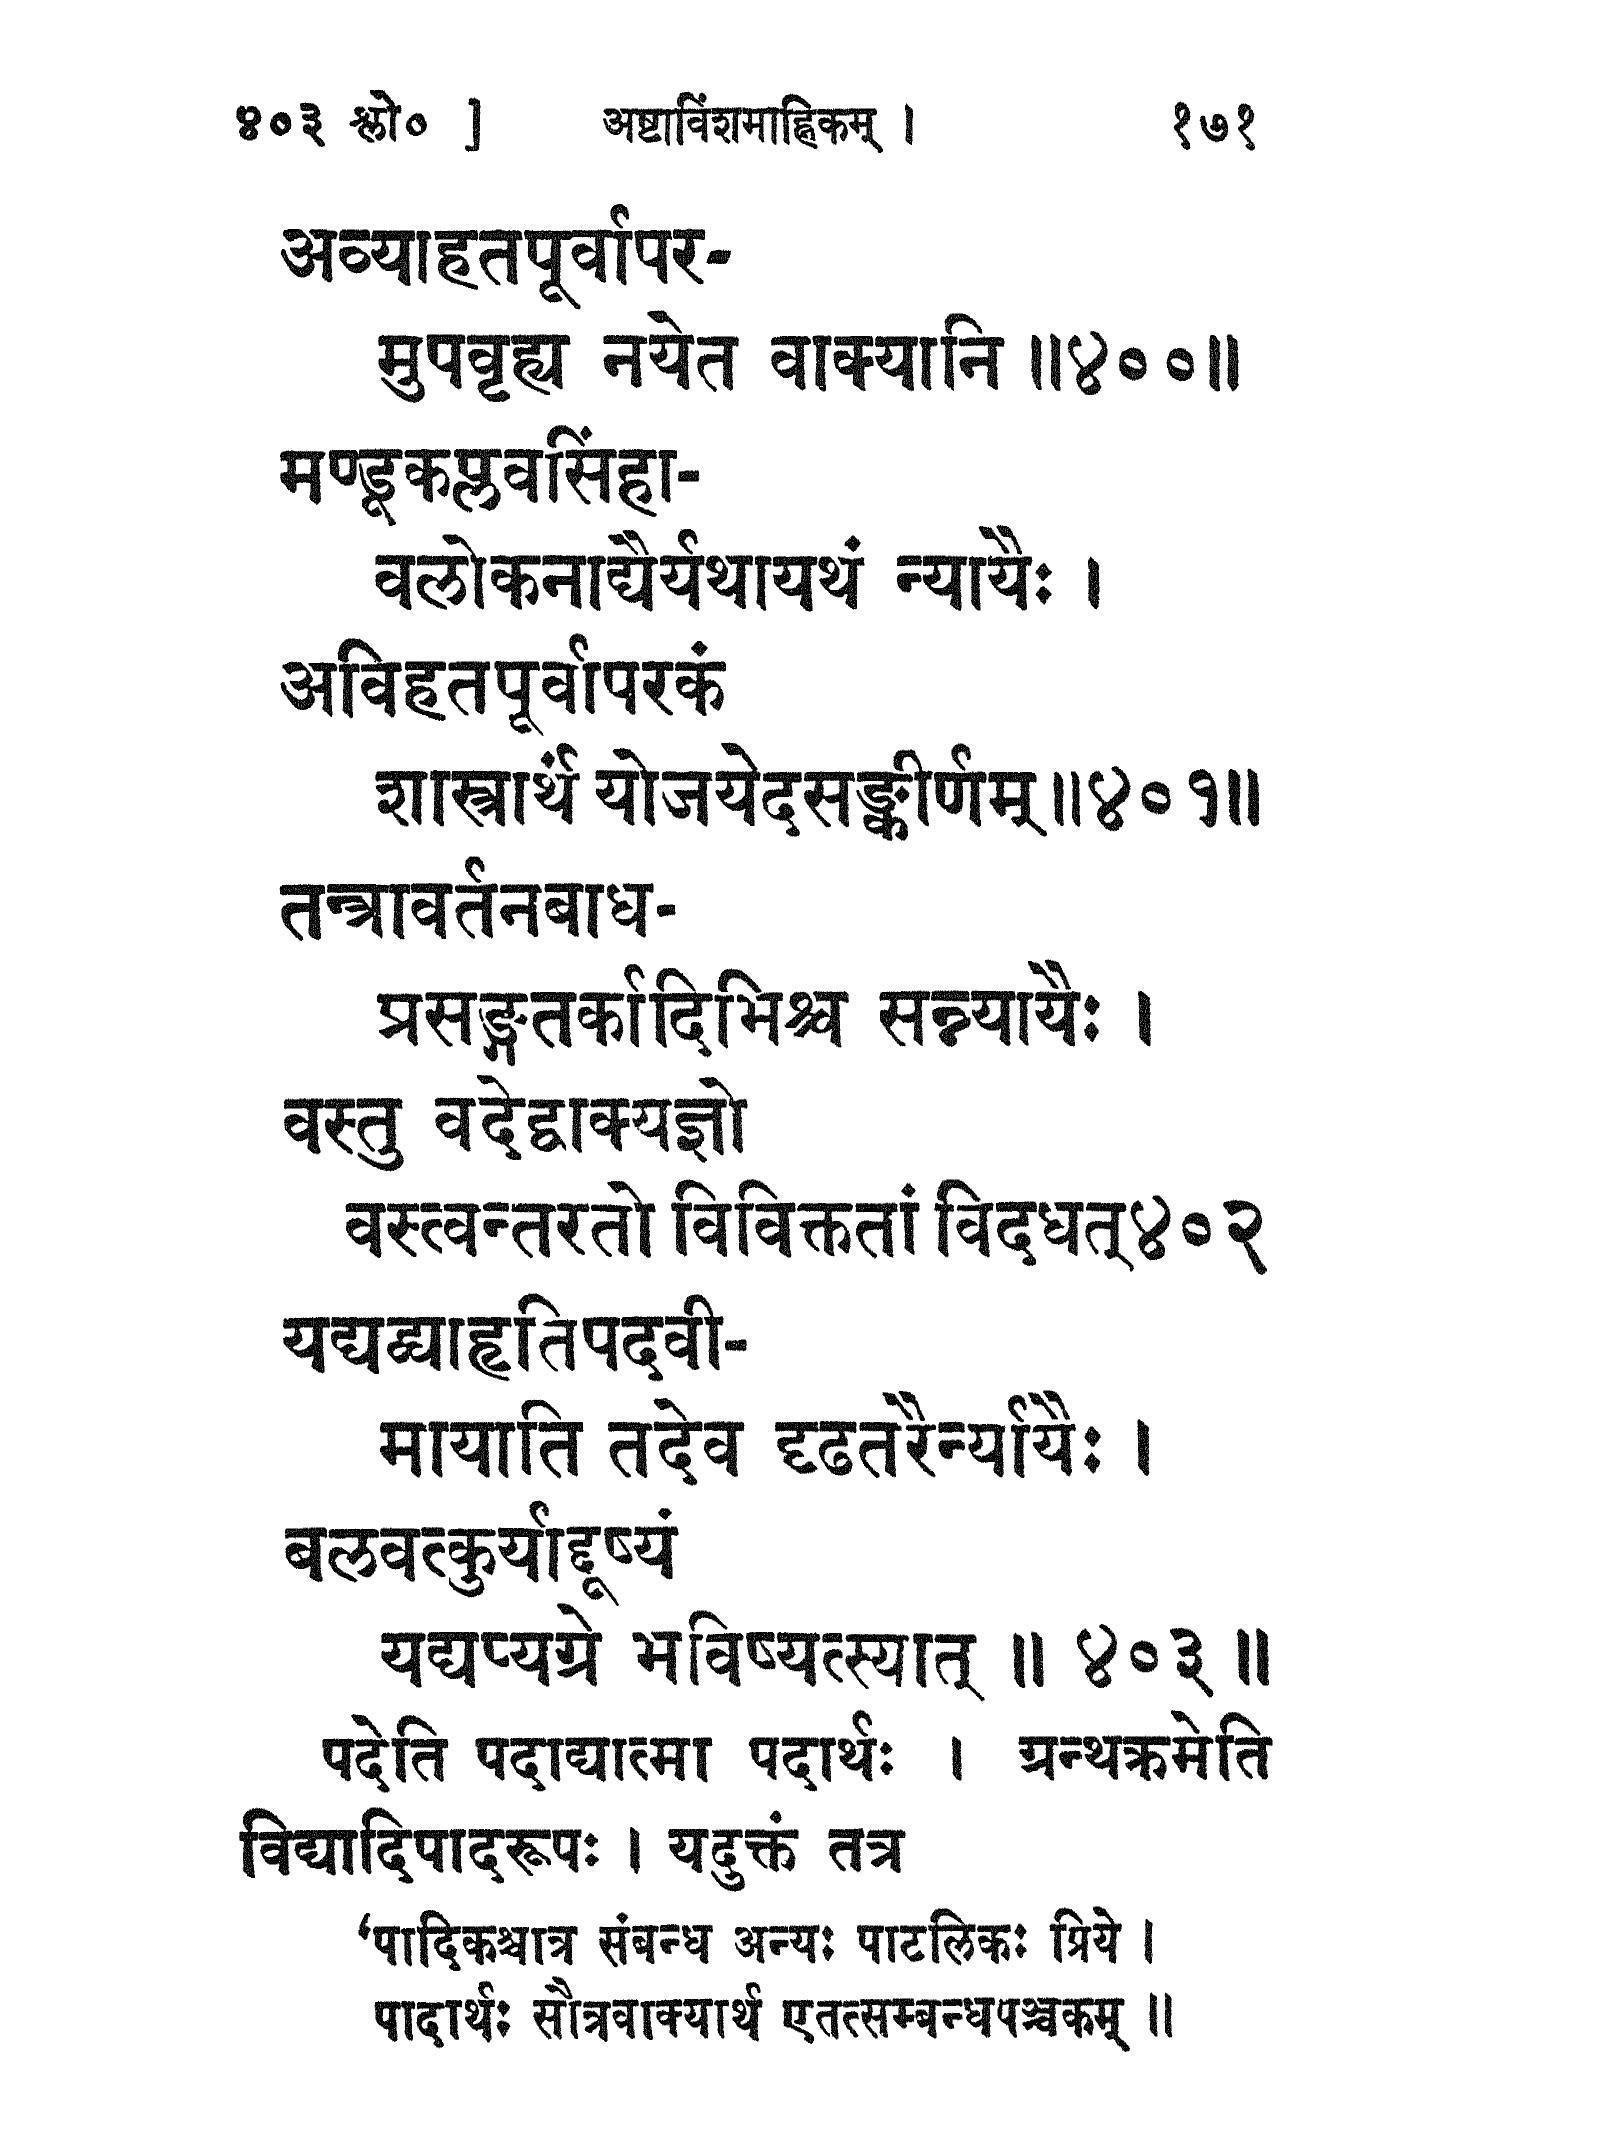 ४०३ श्लो० ] अष्टाविंशमाह्निकम् । १७१
अव्याहतपूर्वापर-
मुपवृह्य नयेत वाक्यानि ॥४००॥
मण्डूकप्लवसिंहा-
वलोकनाद्यैर्यथायथं न्यायैः ।
अविहतपूर्वापरकं
शास्त्रार्थं योजयेदसङ्कीर्णम्॥४०१॥
तन्त्रावर्तनबाध-
प्रसङ्गतर्कादिभिश्च सन्न्यायैः ।
वस्तु वदेद्वाक्यज्ञो
वस्त्वन्तरतो विविक्ततां विदधत्४०२
यद्यद्व्याहृतिपदवी-
मायाति तदेव दृढतरैर्न्यायैः ।
बलवत्कुर्याद्दूष्यं
यद्यप्यग्रे भविष्यत्स्यात् ॥ ४०३ ॥
पदेति पदाद्यात्मा पदार्थः । ग्रन्थक्रमेति
विद्यादिपादरूपः । यदुक्तं तत्र
‘पादिकश्चात्र संबन्ध अन्यः पाटलिकः प्रिये ।
पादार्थः सौत्रवाक्यार्थ एतत्सम्बन्धपञ्चकम् ॥